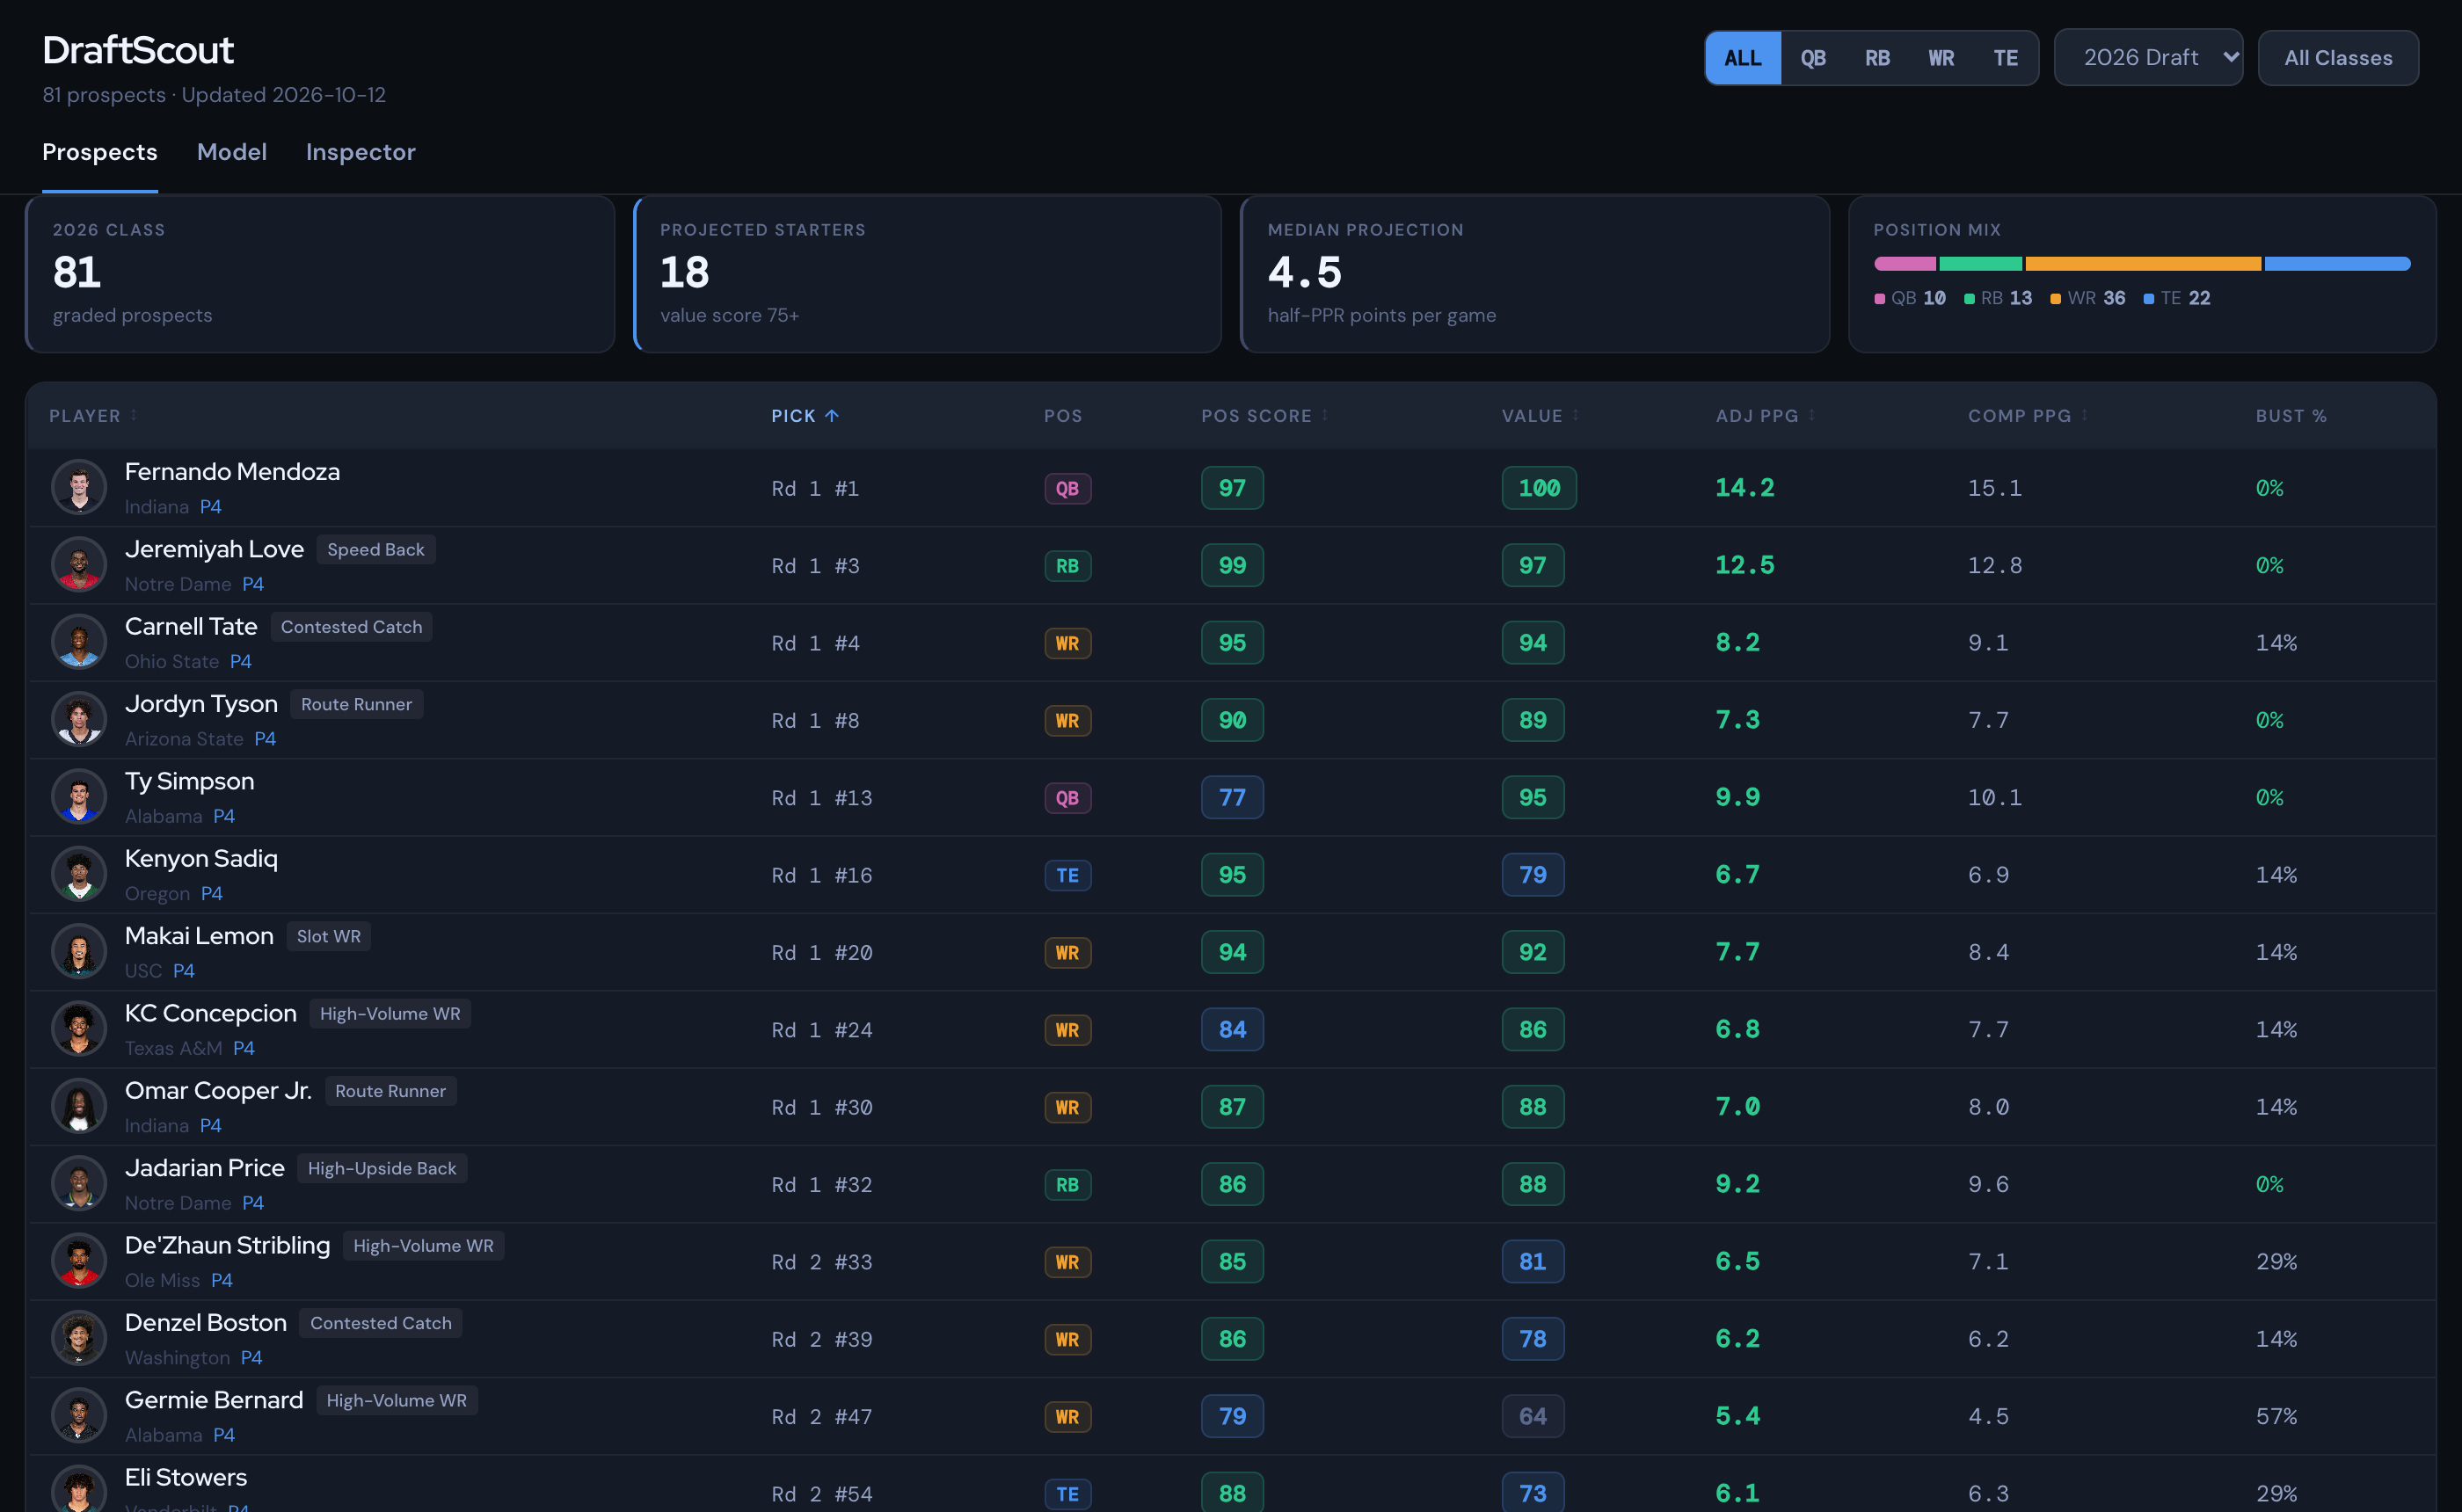 DraftScout
81 prospects · Updated 2026-10-12
ALL QB RB WR TE
2026 Draft
All Classes
Prospects Model Inspector
2026 CLASS
81
graded prospects
PROJECTED STARTERS
18
value score 75+
MEDIAN PROJECTION
4.5
half-PPR points per game
POSITION MIX
QB 10 RB 13 WR 36 TE 22
PLAYER PICK ↑ POS POS SCORE VALUE ADJ PPG COMP PPG BUST %
Fernando Mendoza
Indiana P4
Rd 1 #1 QB 97 100 14.2 15.1 0%
Jeremiyah Love Speed Back
Notre Dame P4
Rd 1 #3 RB 99 97 12.5 12.8 0%
Carnell Tate Contested Catch
Ohio State P4
Rd 1 #4 WR 95 94 8.2 9.1 14%
Jordyn Tyson Route Runner
Arizona State P4
Rd 1 #8 WR 90 89 7.3 7.7 0%
Ty Simpson
Alabama P4
Rd 1 #13 QB 77 95 9.9 10.1 0%
Kenyon Sadiq
Oregon P4
Rd 1 #16 TE 95 79 6.7 6.9 14%
Makai Lemon Slot WR
USC P4
Rd 1 #20 WR 94 92 7.7 8.4 14%
KC Concepcion High-Volume WR
Texas A&M P4
Rd 1 #24 WR 84 86 6.8 7.7 14%
Omar Cooper Jr. Route Runner
Indiana P4
Rd 1 #30 WR 87 88 7.0 8.0 14%
Jadarian Price High-Upside Back
Notre Dame P4
Rd 1 #32 RB 86 88 9.2 9.6 0%
De'Zhaun Stribling High-Volume WR
Ole Miss P4
Rd 2 #33 WR 85 81 6.5 7.1 29%
Denzel Boston Contested Catch
Washington P4
Rd 2 #39 WR 86 78 6.2 6.2 14%
Germie Bernard High-Volume WR
Alabama P4
Rd 2 #47 WR 79 64 5.4 4.5 57%
Eli Stowers
Vanderbilt P4
Rd 2 #54 TE 88 73 6.1 6.3 29%